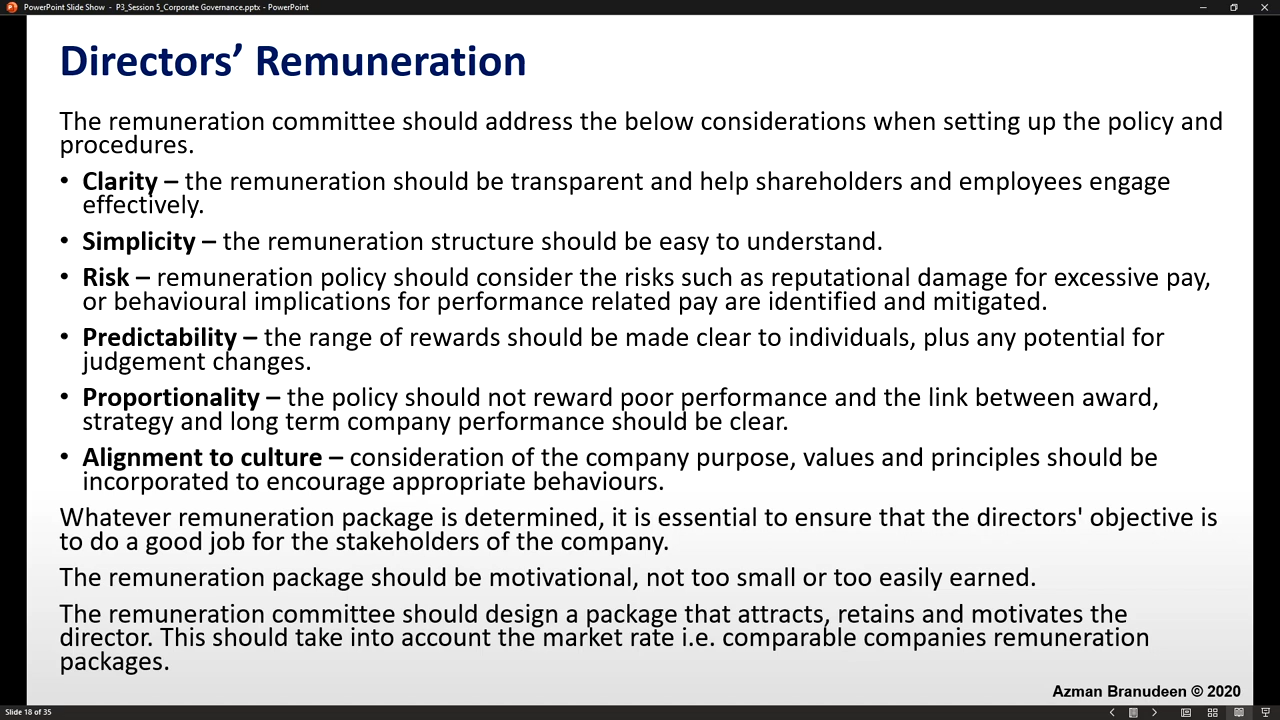 PowerPoint Slide Show - P3_Session 5_Corporate Governance.pptx - PowerPoint
Directors’ Remuneration
The remuneration committee should address the below considerations when setting up the policy and
procedures.
• Clarity – the remuneration should be transparent and help shareholders and employees engage
effectively.
• Simplicity – the remuneration structure should be easy to understand.
• Risk – remuneration policy should consider the risks such as reputational damage for excessive pay,
or behavioural implications for performance related pay are identified and mitigated.
• Predictability – the range of rewards should be made clear to individuals, plus any potential for
judgement changes.
• Proportionality – the policy should not reward poor performance and the link between award,
strategy and long term company performance should be clear.
• Alignment to culture – consideration of the company purpose, values and principles should be
incorporated to encourage appropriate behaviours.
Whatever remuneration package is determined, it is essential to ensure that the directors' objective is
to do a good job for the stakeholders of the company.
The remuneration package should be motivational, not too small or too easily earned.
The remuneration committee should design a package that attracts, retains and motivates the
director. This should take into account the market rate i.e. comparable companies remuneration
packages.
Azman Branudeen © 2020
Slide 18 of 35